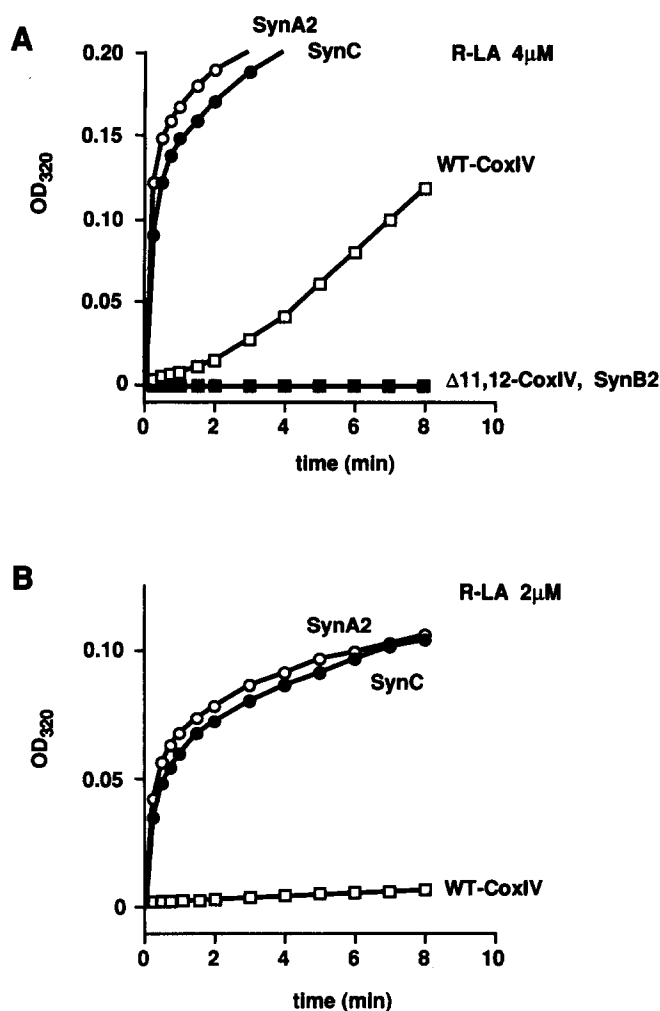 A
SynA2
SynC
R-LA 4μM
0.20
0.15
0.10
0.05
0
OD320
WT-CoxIV
Δ11,12-CoxIV, SynB2
0 2 4 6 8 10
time (min)
B
R-LA 2μM
SynA2
SynC
0.10
0.05
0
OD320
WT-CoxIV
0 2 4 6 8 10
time (min)